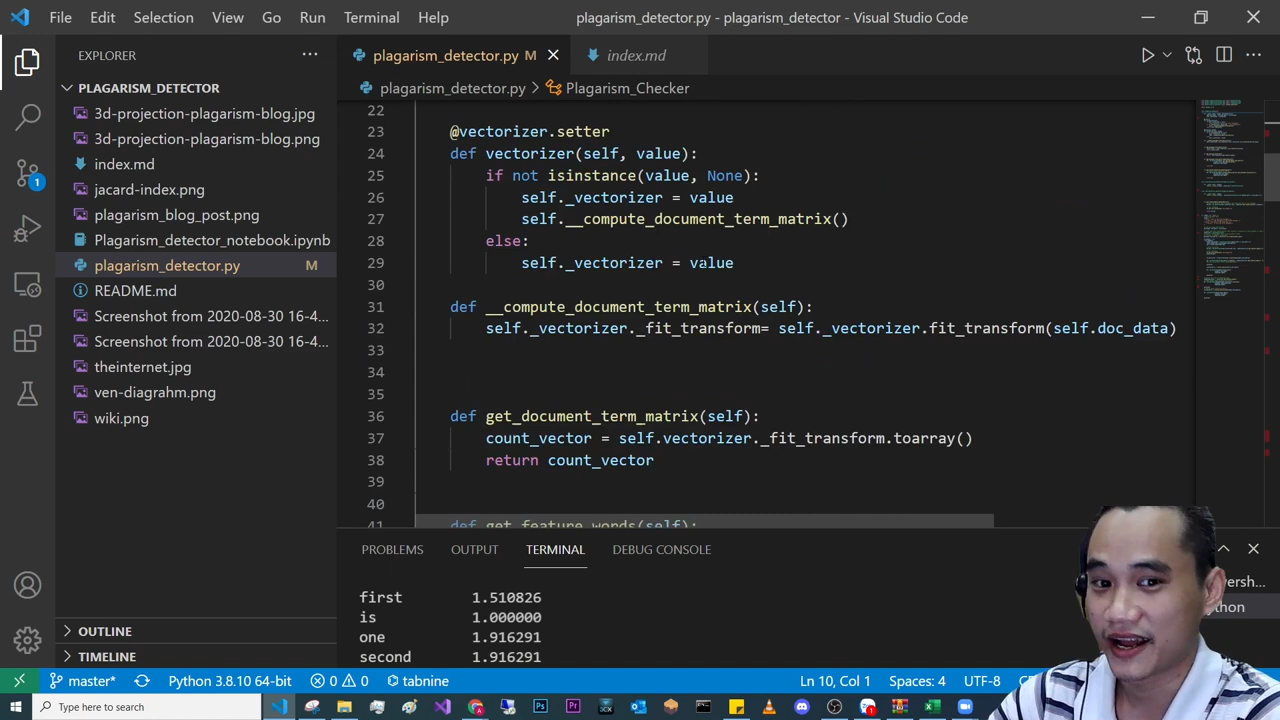 File Edit Selection View Go Run Terminal Help plagarism_detector.py - plagarism_detector - Visual Studio Code
EXPLORER
plagarism_detector.py M
index.md
PLAGARISM_DETECTOR
plagarism_detector.py > Plagarism_Checker
3d-projection-plagarism-blog.jpg
3d-projection-plagarism-blog.png
index.md
jacard-index.png
plagarism_blog_post.png
Plagarism_detector_notebook.ipynb
plagarism_detector.py M
README.md
Screenshot from 2020-08-30 16-4...
Screenshot from 2020-08-30 16-4...
theinternet.jpg
ven-diagrahm.png
wiki.png
1
OUTLINE
TIMELINE
22
23 @vectorizer.setter
24 def vectorizer(self, value):
25 if not isinstance(value, None):
26 self._vectorizer = value
27 self.__compute_document_term_matrix()
28 else:
29 self._vectorizer = value
30
31 def __compute_document_term_matrix(self):
32 self._vectorizer._fit_transform= self._vectorizer.fit_transform(self.doc_data)
33
34
35
36 def get_document_term_matrix(self):
37 count_vector = self.vectorizer._fit_transform.toarray()
38 return count_vector
39
40
41 def get_feature_words(self):
PROBLEMS OUTPUT TERMINAL DEBUG CONSOLE
first 1.510826
is 1.000000
one 1.916291
second 1.916291
ersh...
ython
master* Python 3.8.10 64-bit 0 0 tabnine Ln 10, Col 1 Spaces: 4 UTF-8
Type here to search